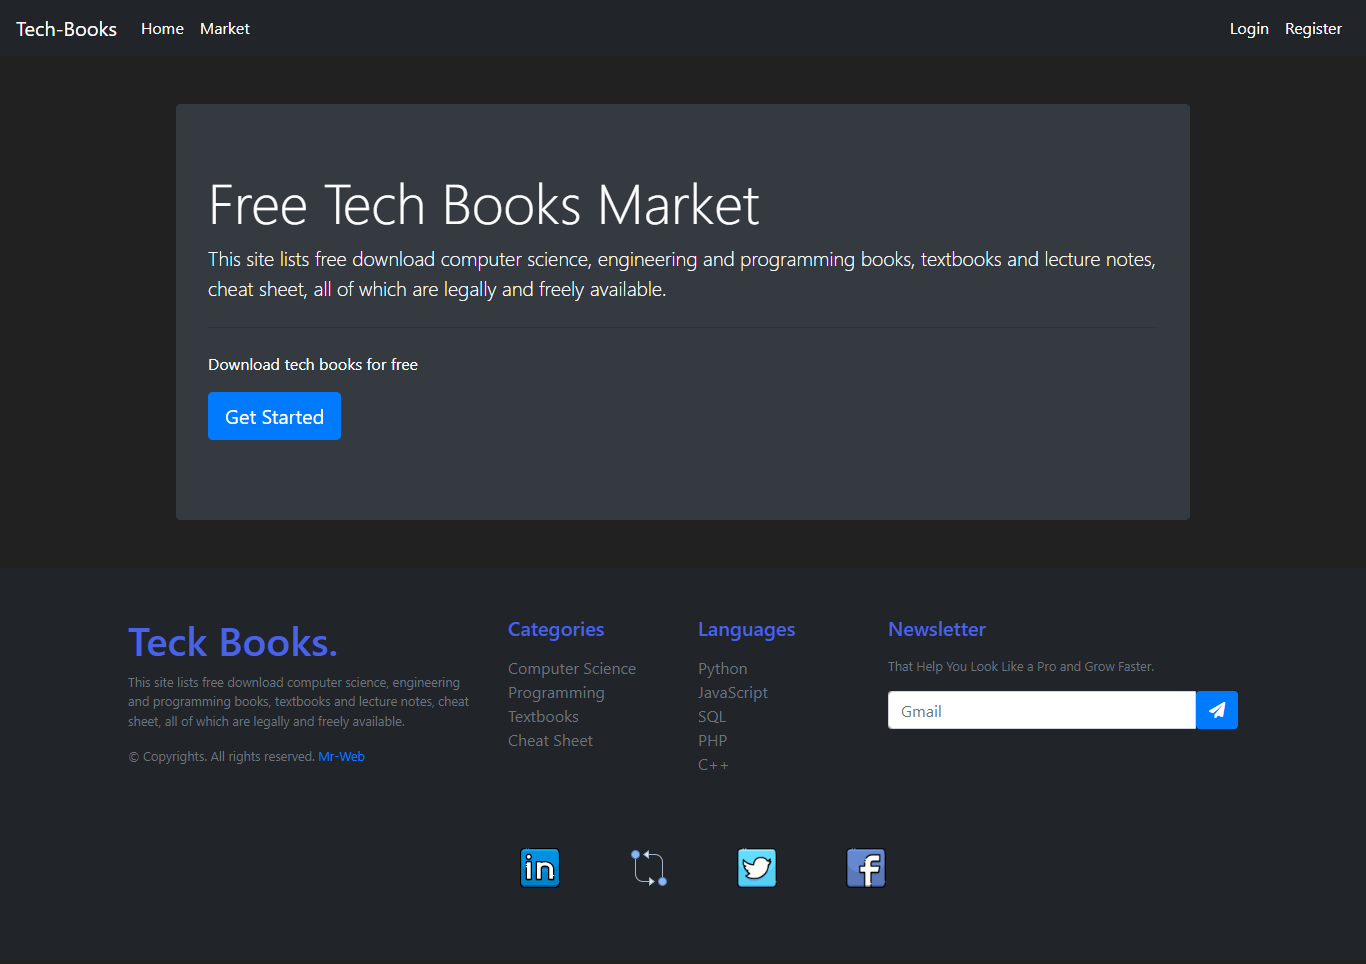 Tech-Books Home Market Login Register
Free Tech Books Market
This site lists free download computer science, engineering and programming books, textbooks and lecture notes,
cheat sheet, all of which are legally and freely available.
Download tech books for free
Get Started
Teck Books.
This site lists free download computer science, engineering
and programming books, textbooks and lecture notes, cheat
sheet, all of which are legally and freely available.
© Copyrights. All rights reserved. Mr-Web
Categories
Computer Science
Programming
Textbooks
Cheat Sheet
Languages
Python
JavaScript
SQL
PHP
C++
Newsletter
That Help You Look Like a Pro and Grow Faster.
Gmail
in
f